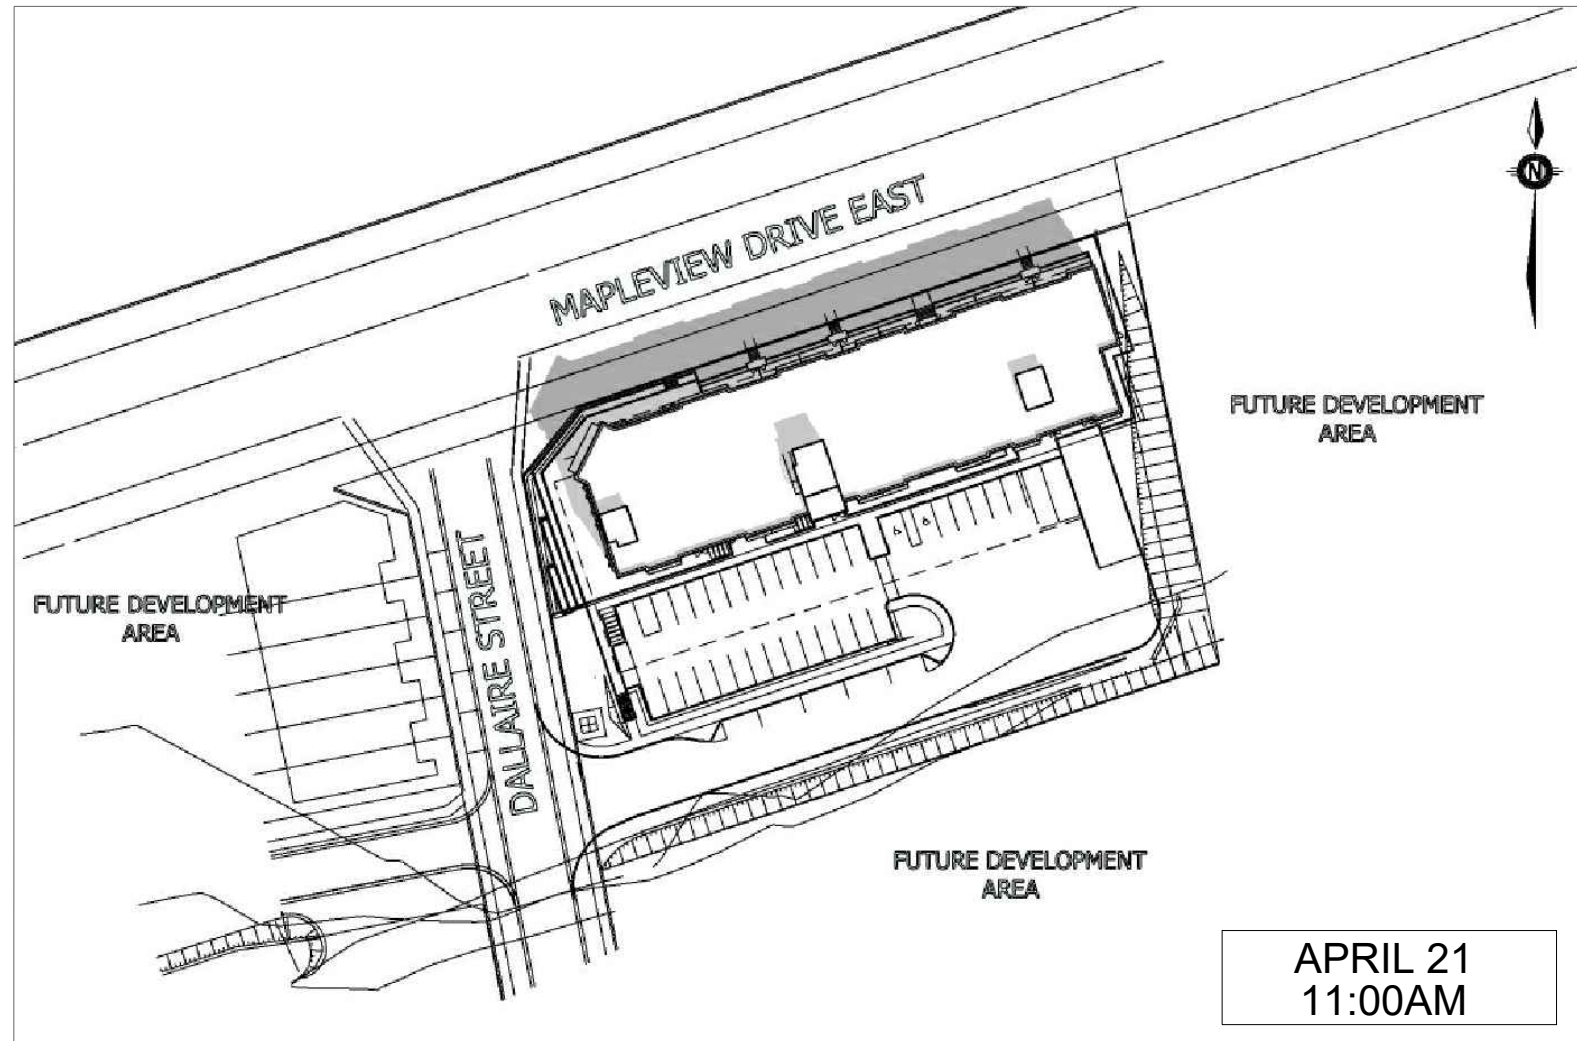 MAPLEVIEW DRIVE EAST
N
FUTURE DEVELOPMENT
AREA
DALLAIRE STREET
FUTURE DEVELOPMENT
AREA
FUTURE DEVELOPMENT
AREA
APRIL 21
11:00AM